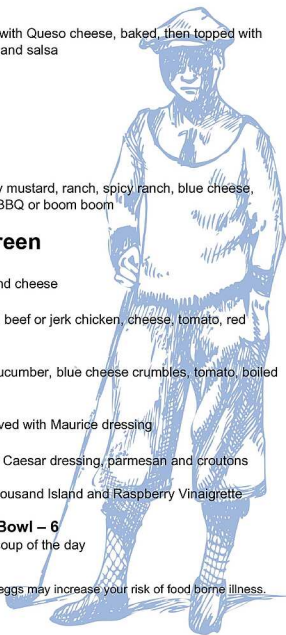 with Queso cheese, baked, then topped with
and salsa
mustard, ranch, spicy ranch, blue cheese,
BBQ or boom boom
reen
nd cheese
beef or jerk chicken, cheese, tomato, red
ucumber, blue cheese crumbles, tomato, boiled
ved with Maurice dressing
Caesar dressing, parmesan and croutons
ousand Island and Raspberry Vinaigrette
Bowl – 6
soup of the day
eggs may increase your risk of food borne illness.